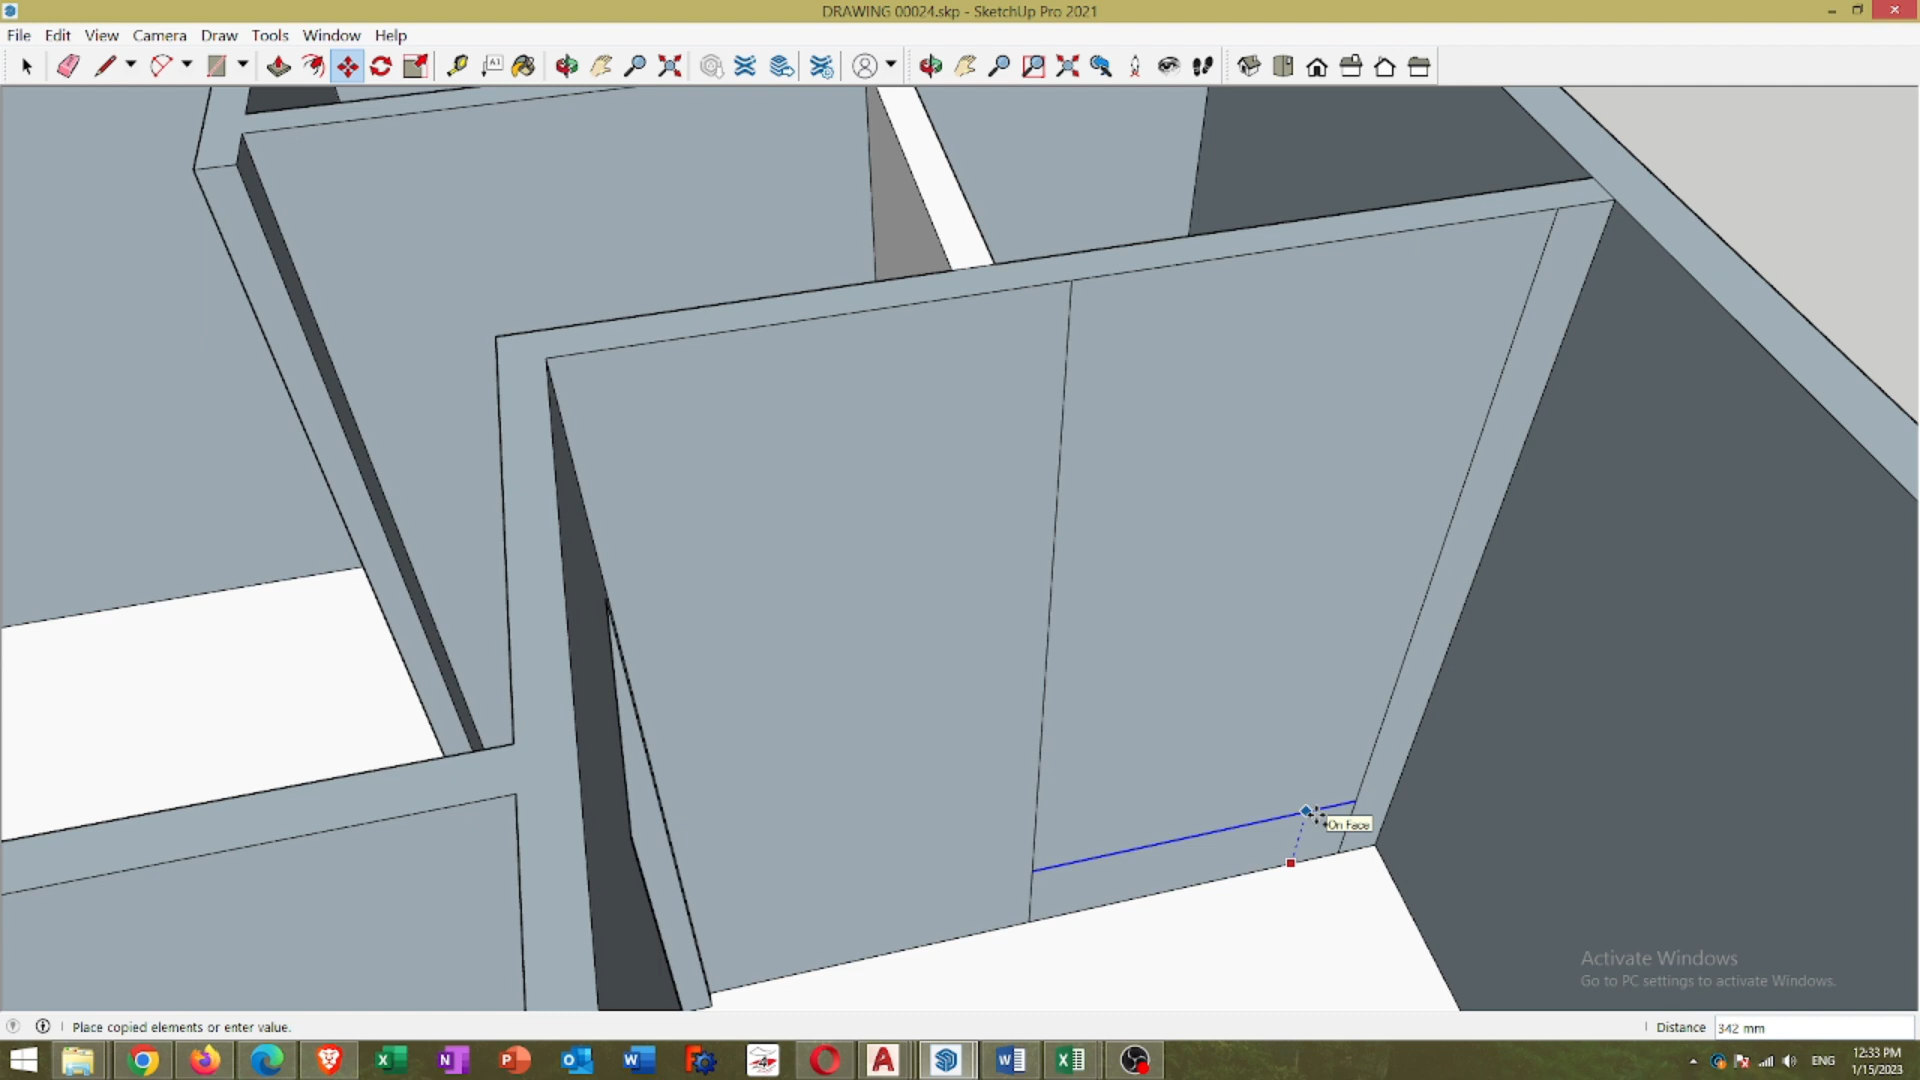 DRAWING 00024.skp - SketchUp Pro 2021
File Edit View Camera Draw Tools Window Help
A1
On Face
Activate Windows
Go to PC settings to activate Windows.
Place copied elements or enter value.
Distance 342 mm
ENG
12:33 PM
1/15/2023